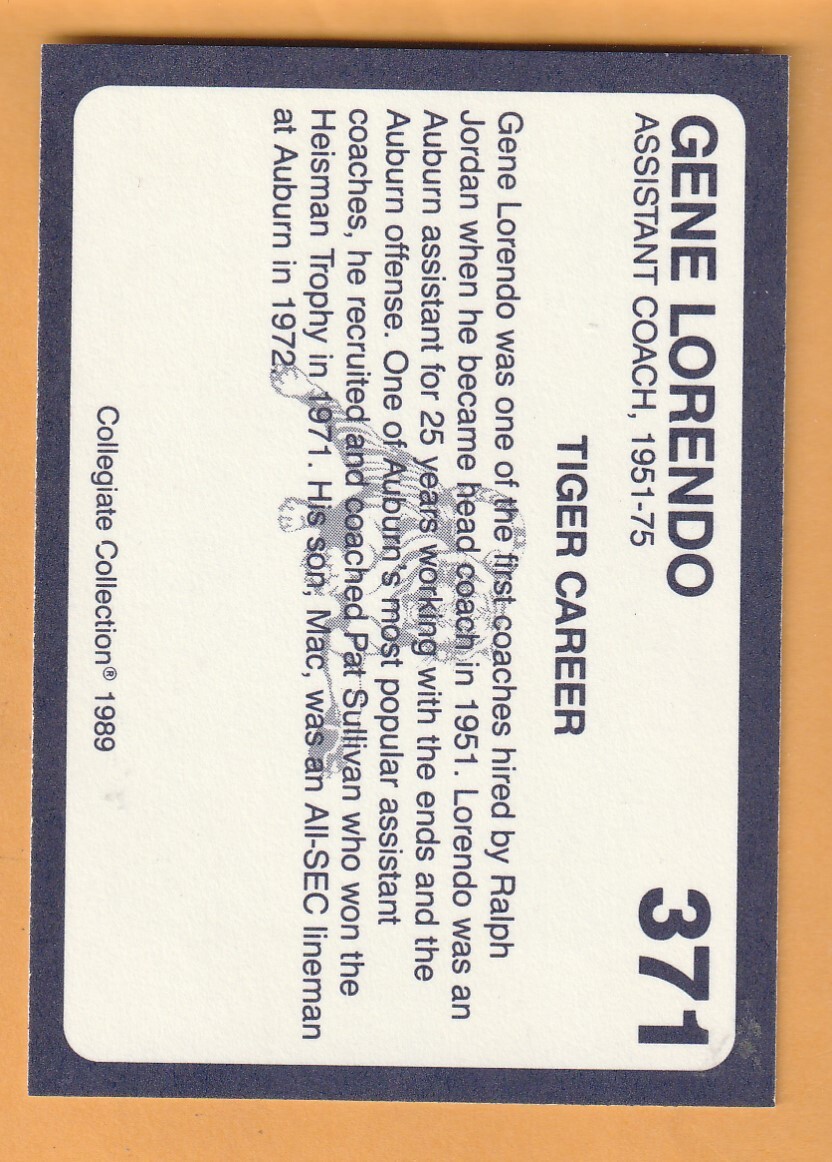 GENE LORENDO
ASSISTANT COACH, 1951-75
371
TIGER CAREER
Gene Lorendo was one of the first coaches hired by Ralph
Jordan when he became head coach in 1951. Lorendo was an
Auburn assistant for 25 years working with the ends and the
Auburn offense. One of Auburn's most popular assistant
coaches, he recruited and coached Pat Sullivan who won the
Heisman Trophy in 1971. His son, Mac, was an All-SEC lineman
at Auburn in 1972.
Collegiate Collection® 1989